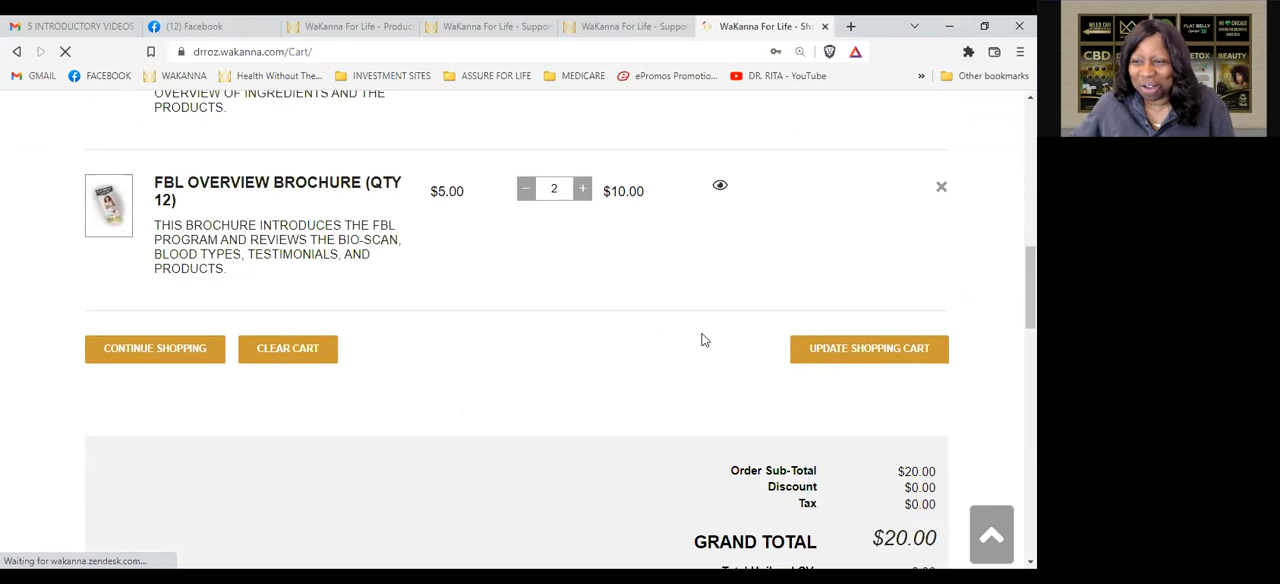 5 INTRODUCTORY VIDEOS
(12) Facebook
WaKanna For Life - Produc
WaKanna For Life - Suppor
WaKanna For Life - Suppo
WaKanna For Life - Sho
drroz.wakanna.com/Cart/
GMAIL
FACEBOOK
WAKANNA
Health Without The...
INVESTMENT SITES
ASSURE FOR LIFE
MEDICARE
ePromos Promotio...
DR. RITA - YouTube
»
Other bookmarks
CBD
DETOX
BEAUTY
FLAT BELLY
OVERVIEW OF INGREDIENTS AND THE
PRODUCTS.
FBL OVERVIEW BROCHURE (QTY
12)
$5.00
− 2 +
$10.00
THIS BROCHURE INTRODUCES THE FBL
PROGRAM AND REVIEWS THE BIO-SCAN,
BLOOD TYPES, TESTIMONIALS, AND
PRODUCTS.
CONTINUE SHOPPING
CLEAR CART
UPDATE SHOPPING CART
Order Sub-Total $20.00
Discount $0.00
Tax $0.00
GRAND TOTAL $20.00
Waiting for wakanna.zendesk.com...